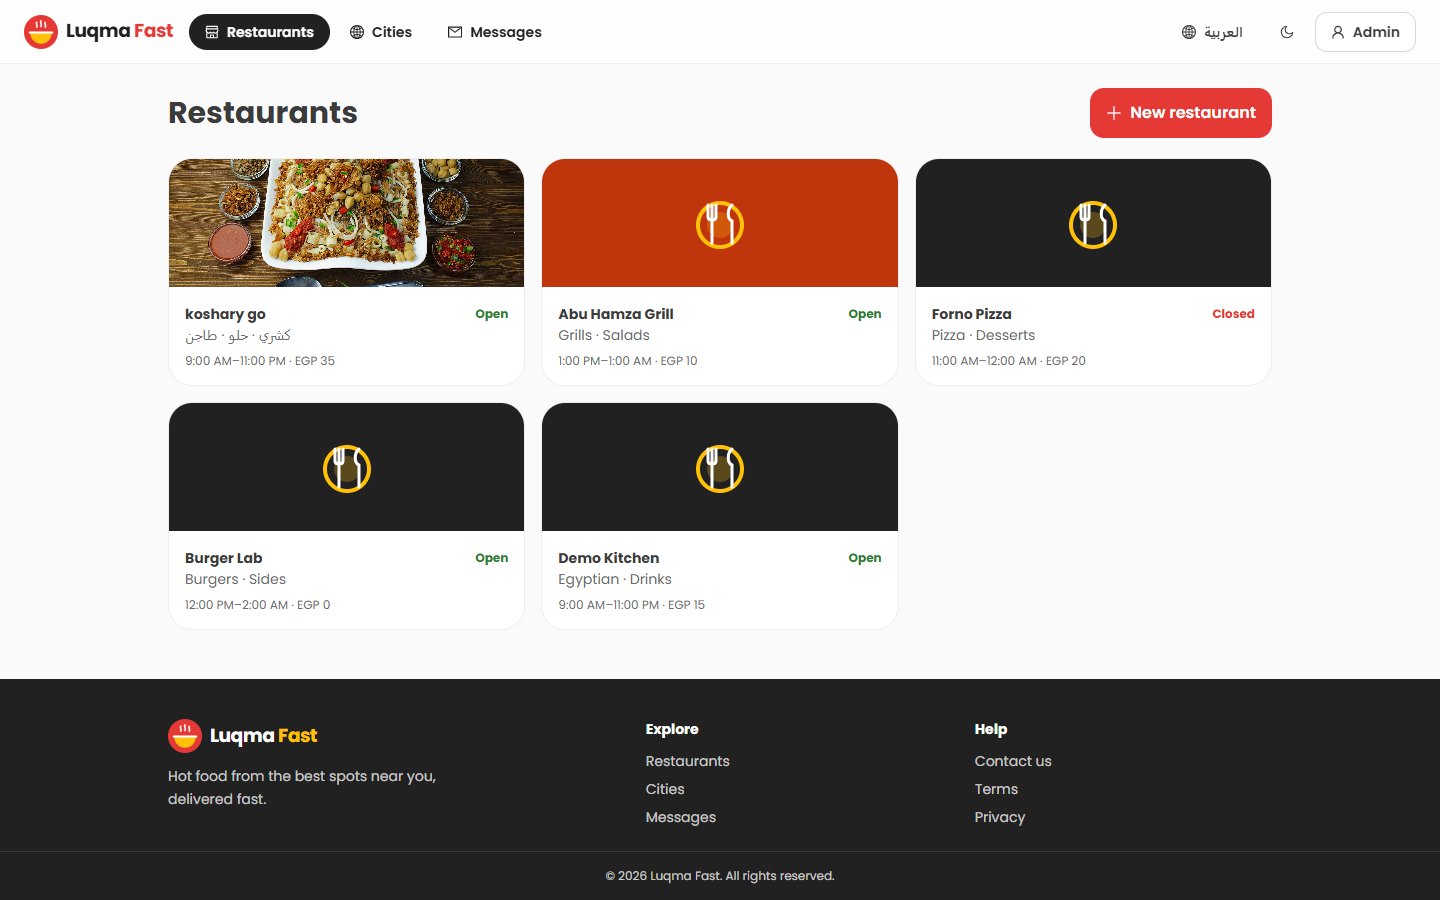 Luqma Fast
Restaurants
Cities
Messages
العربية
Admin
Restaurants
New restaurant
koshary go
Open
كشري · حلو · طاجن
9:00 AM–11:00 PM · EGP 35
Abu Hamza Grill
Open
Grills · Salads
1:00 PM–1:00 AM · EGP 10
Forno Pizza
Closed
Pizza · Desserts
11:00 AM–12:00 AM · EGP 20
Burger Lab
Open
Burgers · Sides
12:00 PM–2:00 AM · EGP 0
Demo Kitchen
Open
Egyptian · Drinks
9:00 AM–11:00 PM · EGP 15
Luqma Fast
Hot food from the best spots near you,
delivered fast.
Explore
Restaurants
Cities
Messages
Help
Contact us
Terms
Privacy
© 2026 Luqma Fast. All rights reserved.